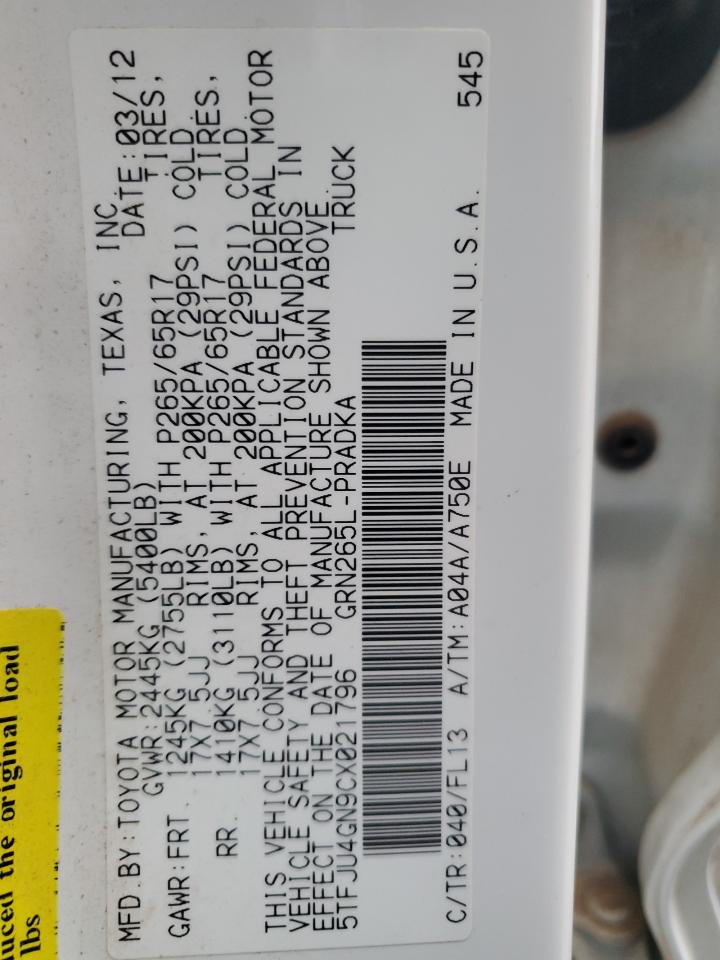 MFD.BY:TOYOTA MOTOR MANUFACTURING, TEXAS, INC.
GVWR:2445KG (5400LB) DATE:03/12
GAWR:FRT. 1245KG (2755LB) WITH P265/65R17 TIRES,
17X7.5JJ RIMS, AT 200KPA (29PSI) COLD
RR. 1410KG (3110LB) WITH P265/65R17 TIRES,
17X7.5JJ RIMS, AT 200KPA (29PSI) COLD
THIS VEHICLE CONFORMS TO ALL APPLICABLE FEDERAL MOTOR
VEHICLE SAFETY AND THEFT PREVENTION STANDARDS IN
EFFECT ON THE DATE OF MANUFACTURE SHOWN ABOVE.
5TFJU4GN9CX021796 GRN265L-PRADKA TRUCK
C/TR:040/FL13 A/TM:A04A/A750E MADE IN U.S.A. 545
the original load
lbs